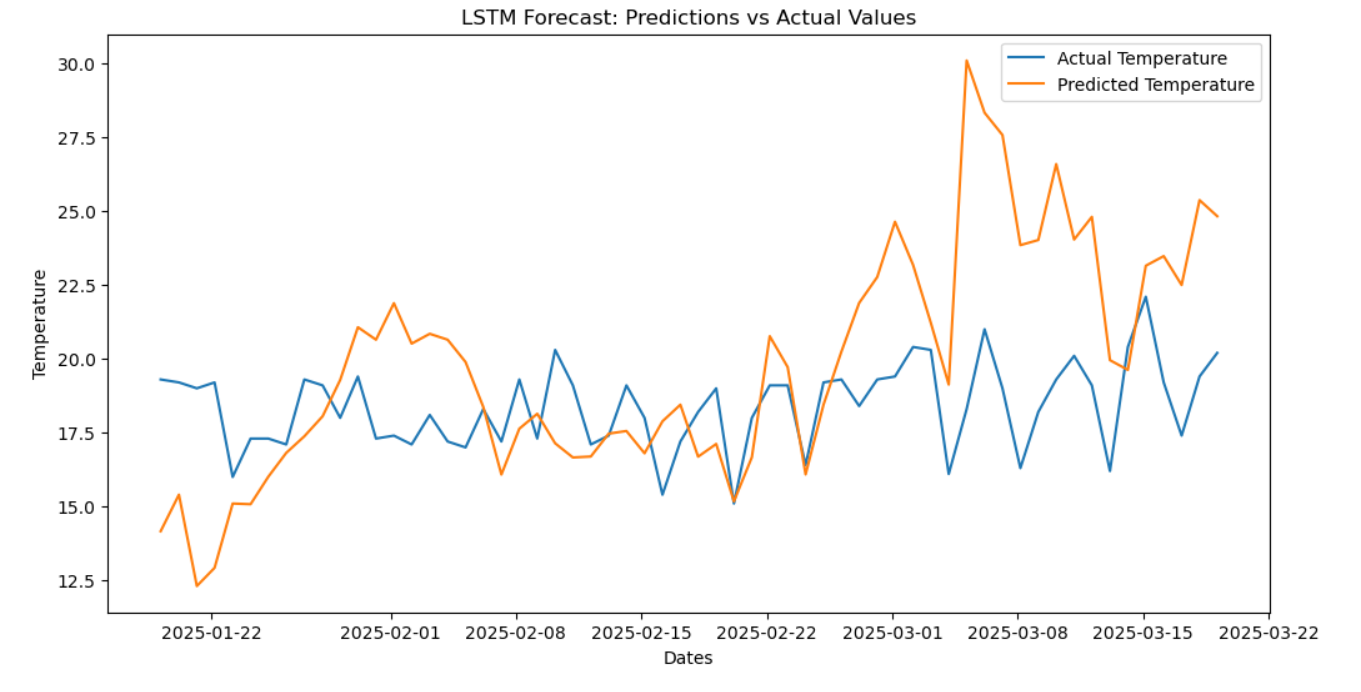 LSTM Forecast: Predictions vs Actual Values
Actual Temperature
Predicted Temperature
30.0
27.5
25.0
22.5
20.0
17.5
15.0
12.5
Temperature
2025-01-22 2025-02-01 2025-02-08 2025-02-15 2025-02-22 2025-03-01 2025-03-08 2025-03-15 2025-03-22
Dates